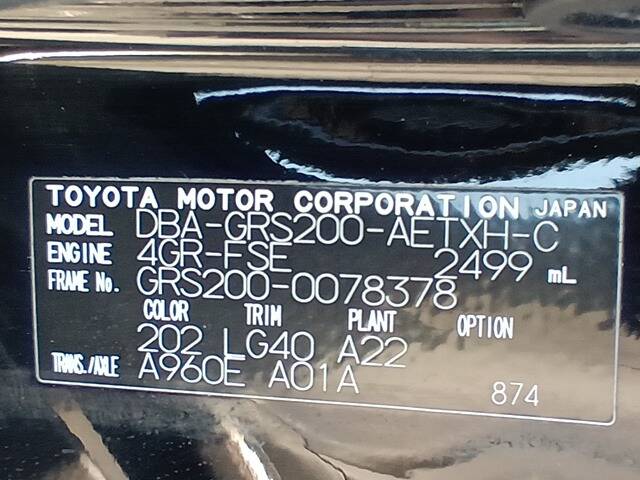 TOYOTA MOTOR CORPORATION JAPAN
MODEL DBA-GRS200-AETXH-C
ENGINE 4GR-FSE 2499 mL
FRAME No. GRS200-0078378
COLOR TRIM PLANT OPTION
202 LG40 A22
TRANS./AXLE A960E A01A 874